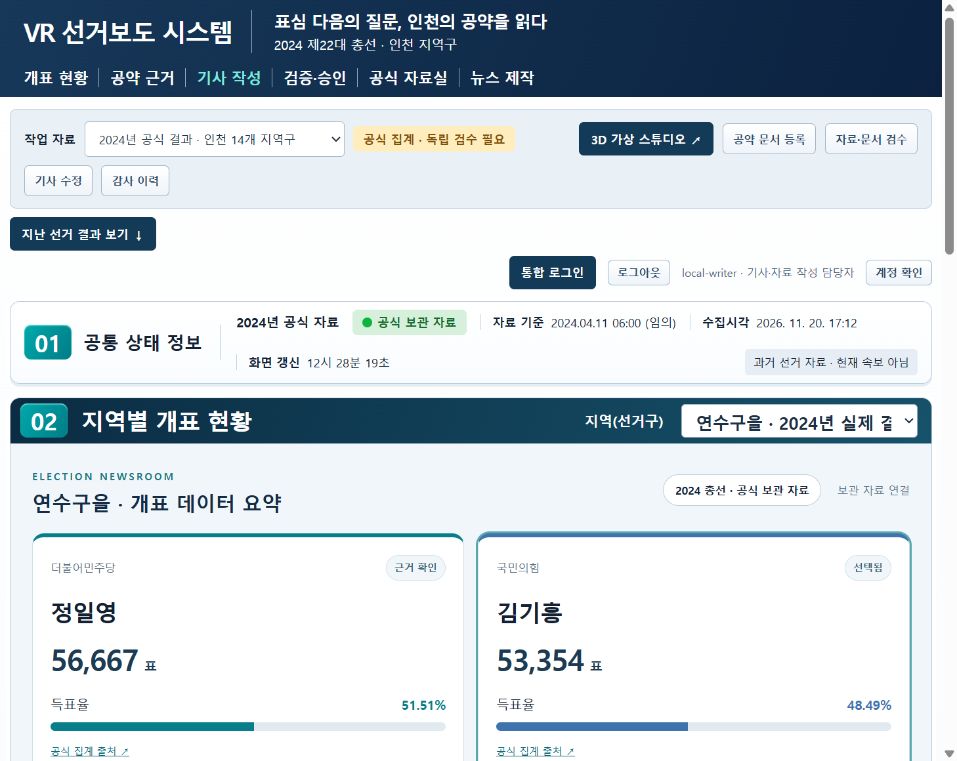 VR 선거보도 시스템
표심 다음의 질문, 인천의 공약을 읽다
2024 제22대 총선 · 인천 지역구
개표 현황 공약 근거 기사 작성 검증·승인 공식 자료실 뉴스 제작
작업 자료 2024년 공식 결과 · 인천 14개 지역구 공식 집계 · 독립 검수 필요 3D 가상 스튜디오 ↗ 공약 문서 등록 자료·문서 검수
기사 수정 감사 이력
지난 선거 결과 보기 ↓
통합 로그인 로그아웃 local-writer · 기사·자료 작성 담당자 계정 확인
01 공통 상태 정보
2024년 공식 자료 공식 보관 자료 자료 기준 2024.04.11 06:00 (임의) 수집시각 2026. 11. 20. 17:12
화면 갱신 12시 28분 19초 과거 선거 자료 · 현재 속보 아님
02 지역별 개표 현황 지역(선거구) 연수구을 · 2024년 실제 결
ELECTION NEWSROOM
연수구을 · 개표 데이터 요약 2024 총선 · 공식 보관 자료 보관 자료 연결
더불어민주당 근거 확인
정일영
56,667 표
득표율 51.51%
공식 집계 출처 ↗
국민의힘 선택됨
김기흥
53,354 표
득표율 48.49%
공식 집계 출처 ↗